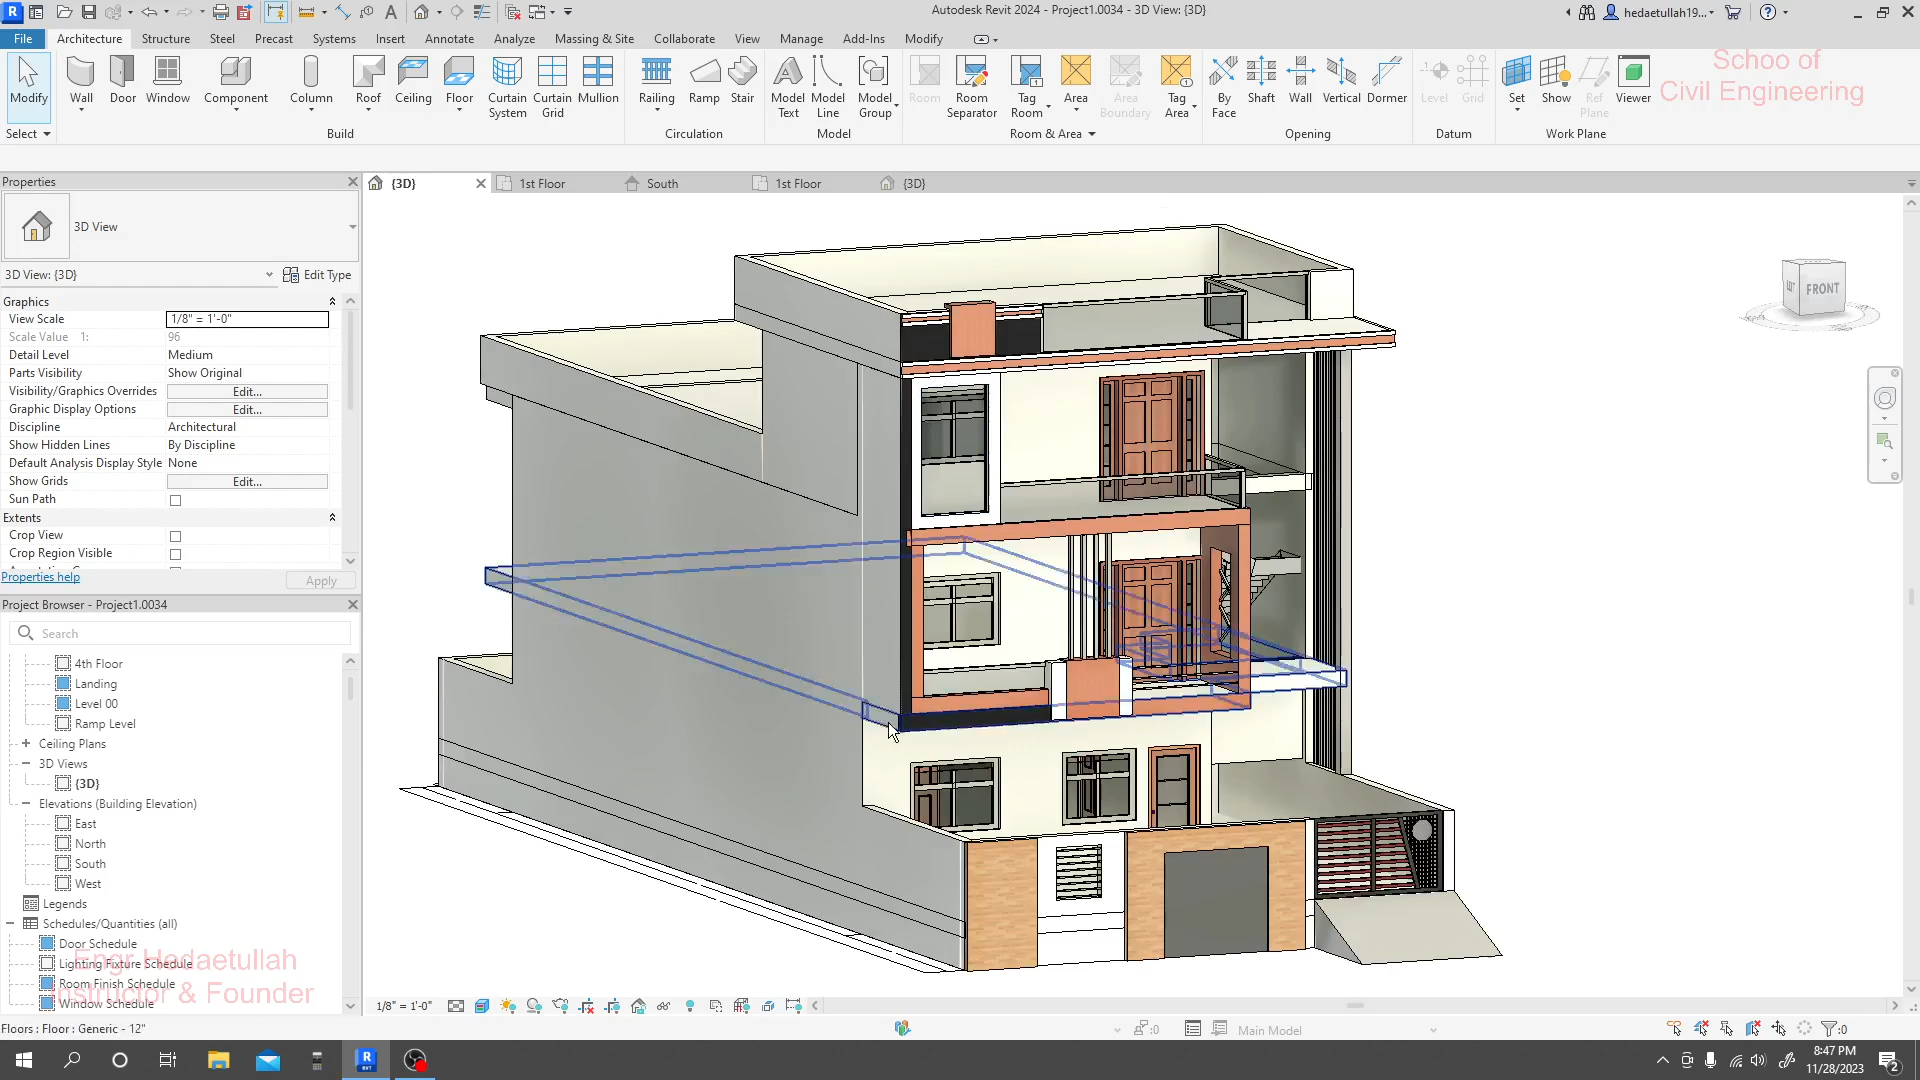 Autodesk Revit 2024 - Project1.0034 - 3D View: {3D}
hedaetullah19...
File Architecture Structure Steel Precast Systems Insert Annotate Analyze Massing & Site Collaborate View Manage Add-Ins Modify
Modify
Wall
Door
Window
Component
Column
Roof
Ceiling
Floor
Curtain System
Curtain Grid
Mullion
Railing
Ramp
Stair
Model Text
Model Line
Model Group
Room
Room Separator
Tag Room
Area
Area Boundary
Tag Area
By Face
Shaft
Wall
Vertical
Dormer
Level
Grid
Set
Show
Ref Plane
Viewer
Schoo of
Civil Engineering
Select
Build
Circulation
Model
Room & Area
Opening
Datum
Work Plane
Properties
{3D}
1st Floor
South
1st Floor
{3D}
3D View
3D View: {3D}
Edit Type
Graphics
View Scale 1/8" = 1'-0"
Scale Value 1: 96
Detail Level Medium
Parts Visibility Show Original
Visibility/Graphics Overrides Edit...
Graphic Display Options Edit...
Discipline Architectural
Show Hidden Lines By Discipline
Default Analysis Display Style None
Show Grids Edit...
Sun Path
Extents
Crop View
Crop Region Visible
Properties help
Apply
FRONT
Project Browser - Project1.0034
Search
4th Floor
Landing
Level 00
Ramp Level
Ceiling Plans
3D Views
{3D}
Elevations (Building Elevation)
East
North
South
West
Legends
Schedules/Quantities (all)
Door Schedule
Lighting Fixture Schedule
Room Finish Schedule
Window Schedule
Engr Hedaetullah
Instructor & Founder
1/8" = 1'-0"
Floors : Floor : Generic - 12"
:0
Main Model
:0
8:47 PM
11/28/2023
2